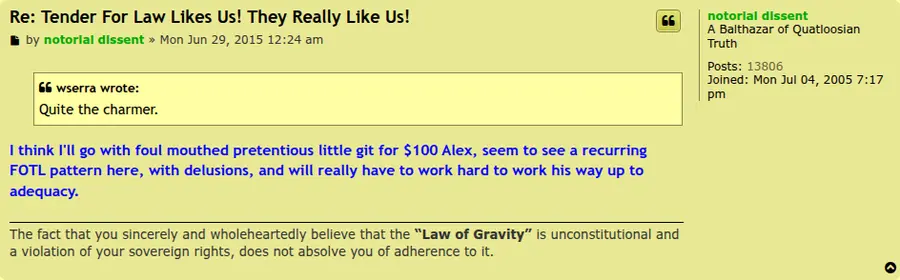 Re: Tender For Law Likes Us! They Really Like Us!
by notorial dissent » Mon Jun 29, 2015 12:24 am
wserra wrote:
Quite the charmer.
I think I'll go with foul mouthed pretentious little git for $100 Alex, seem to see a recurring
FOTL pattern here, with delusions, and will really have to work hard to work his way up to
adequacy.
The fact that you sincerely and wholeheartedly believe that the “Law of Gravity” is unconstitutional and
a violation of your sovereign rights, does not absolve you of adherence to it.
notorial dissent
A Balthazar of Quatloosian
Truth
Posts: 13806
Joined: Mon Jul 04, 2005 7:17
pm